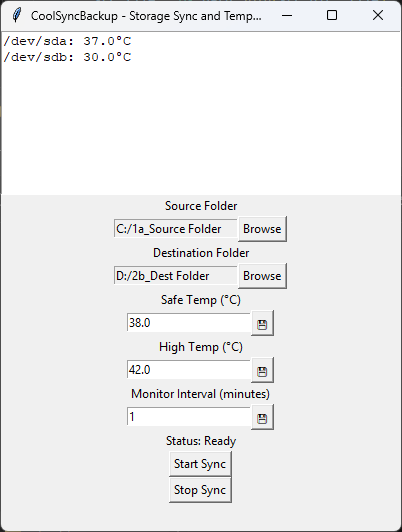 CoolSyncBackup - Storage Sync and Temp...
/dev/sda: 37.0°C
/dev/sdb: 30.0°C
Source Folder
C:/1a_Source Folder Browse
Destination Folder
D:/2b_Dest Folder Browse
Safe Temp (°C)
38.0
High Temp (°C)
42.0
Monitor Interval (minutes)
1
Status: Ready
Start Sync
Stop Sync